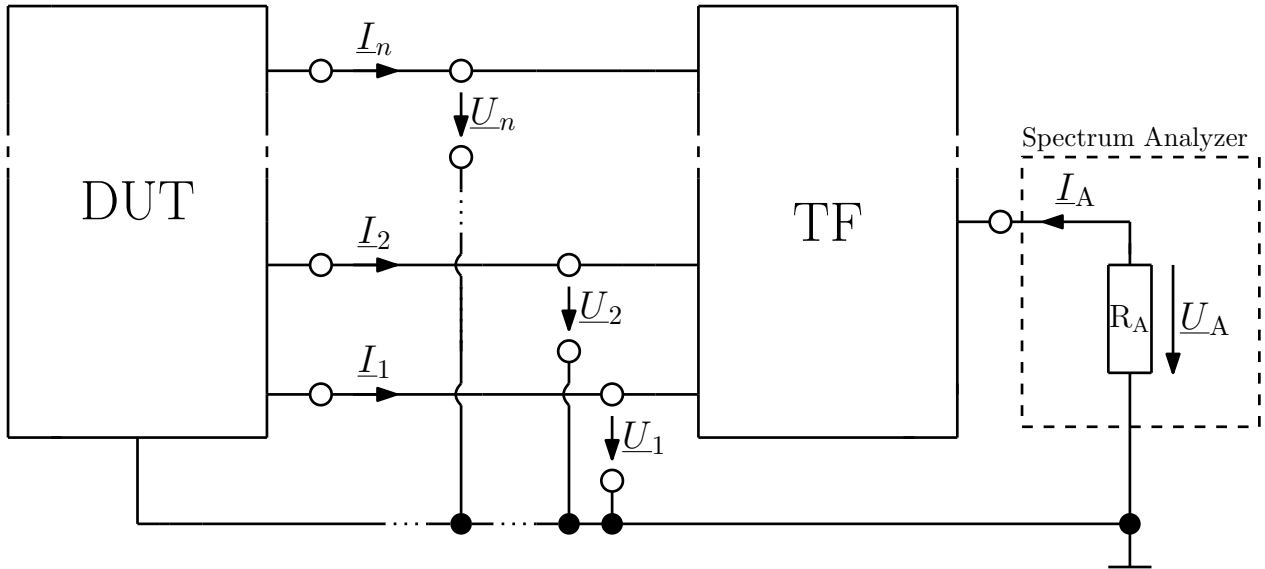 I_n
U_n
Spectrum Analyzer
DUT
TF
I_A
I_2
U_2
R_A
U_A
I_1
U_1